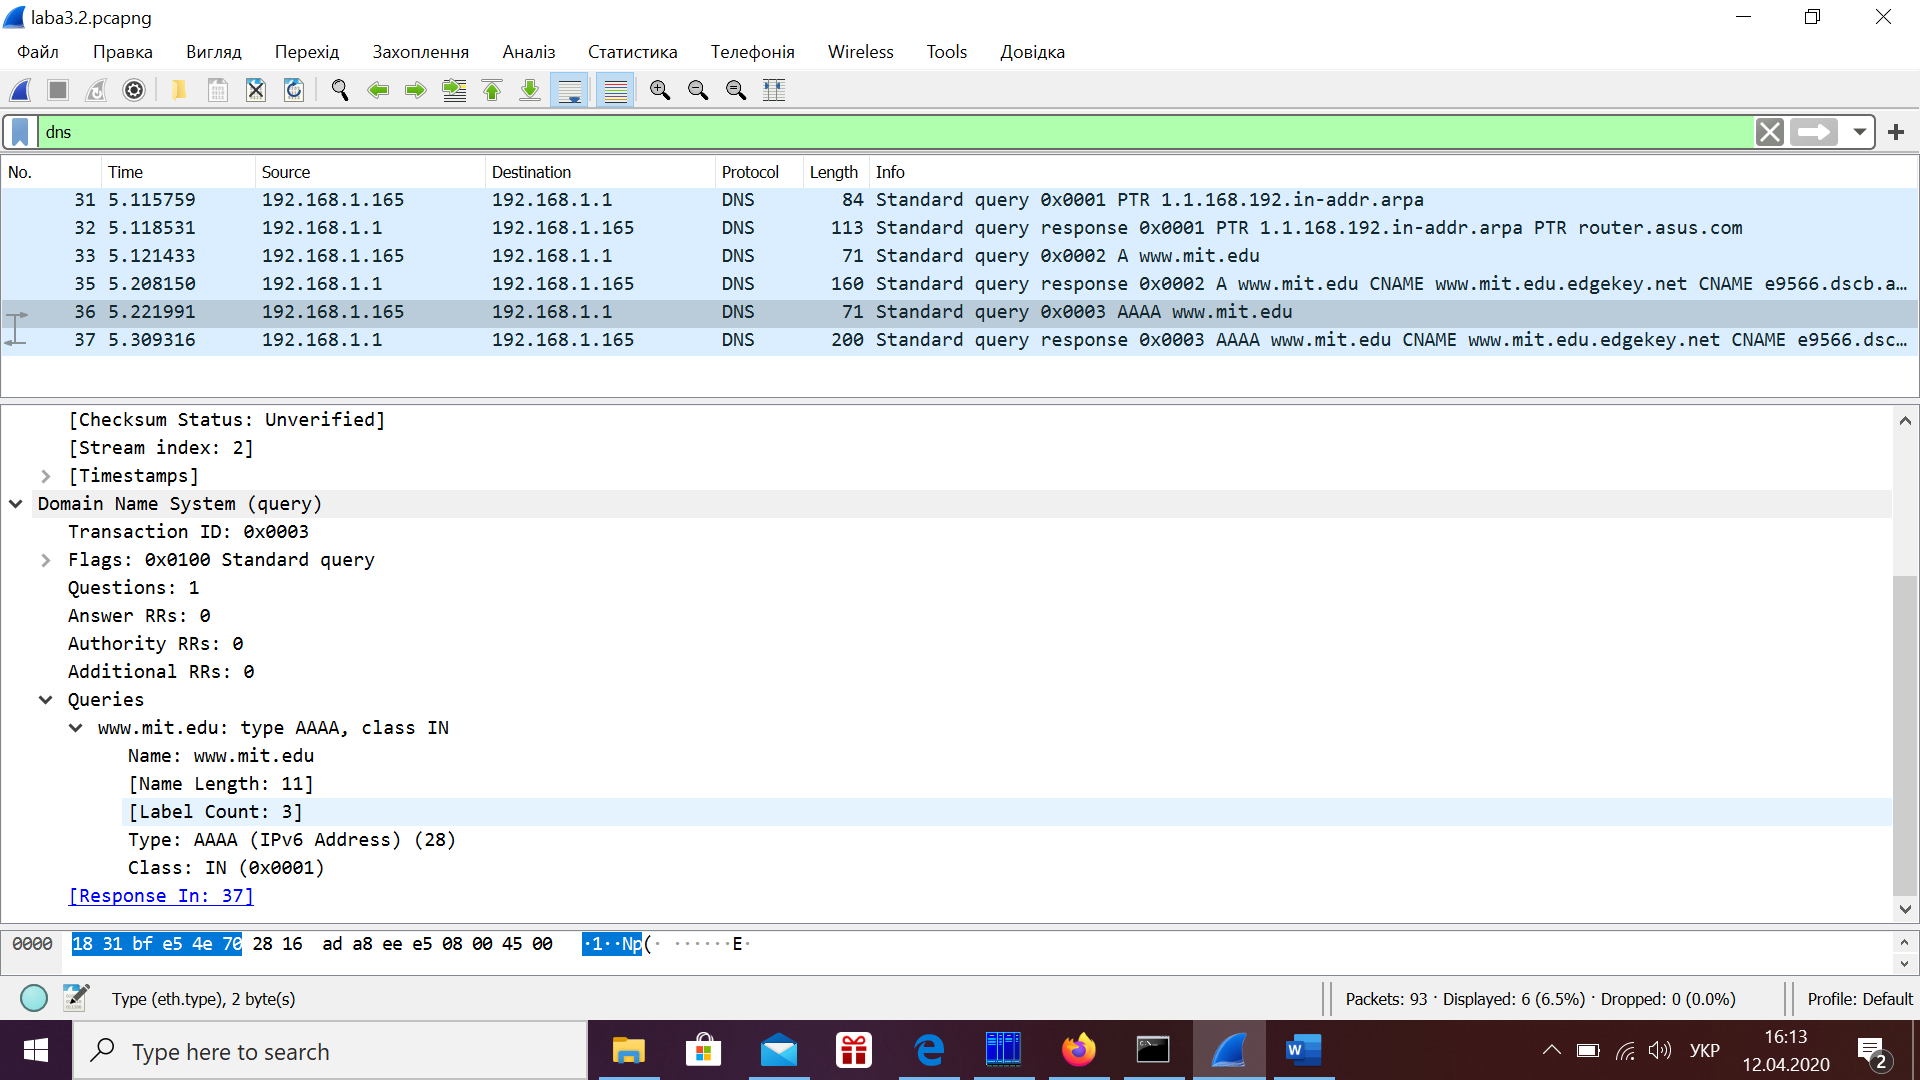 laba3.2.pcapng
Файл Правка Вигляд Перехід Захоплення Аналіз Статистика Телефонія Wireless Tools Довідка
dns
No. Time Source Destination Protocol Length Info
31 5.115759 192.168.1.165 192.168.1.1 DNS 84 Standard query 0x0001 PTR 1.1.168.192.in-addr.arpa
32 5.118531 192.168.1.1 192.168.1.165 DNS 113 Standard query response 0x0001 PTR 1.1.168.192.in-addr.arpa PTR router.asus.com
33 5.121433 192.168.1.165 192.168.1.1 DNS 71 Standard query 0x0002 A www.mit.edu
35 5.208150 192.168.1.1 192.168.1.165 DNS 160 Standard query response 0x0002 A www.mit.edu CNAME www.mit.edu.edgekey.net CNAME e9566.dscb.a…
36 5.221991 192.168.1.165 192.168.1.1 DNS 71 Standard query 0x0003 AAAA www.mit.edu
37 5.309316 192.168.1.1 192.168.1.165 DNS 200 Standard query response 0x0003 AAAA www.mit.edu CNAME www.mit.edu.edgekey.net CNAME e9566.dsc…
[Checksum Status: Unverified]
[Stream index: 2]
[Timestamps]
Domain Name System (query)
Transaction ID: 0x0003
Flags: 0x0100 Standard query
Questions: 1
Answer RRs: 0
Authority RRs: 0
Additional RRs: 0
Queries
www.mit.edu: type AAAA, class IN
Name: www.mit.edu
[Name Length: 11]
[Label Count: 3]
Type: AAAA (IPv6 Address) (28)
Class: IN (0x0001)
[Response In: 37]
0000 18 31 bf e5 4e 70 28 16 ad a8 ee e5 08 00 45 00 ·1··Np(· ······E·
Type (eth.type), 2 byte(s) Packets: 93 · Displayed: 6 (6.5%) · Dropped: 0 (0.0%) Profile: Default
Type here to search УКР 16:13
12.04.2020 2